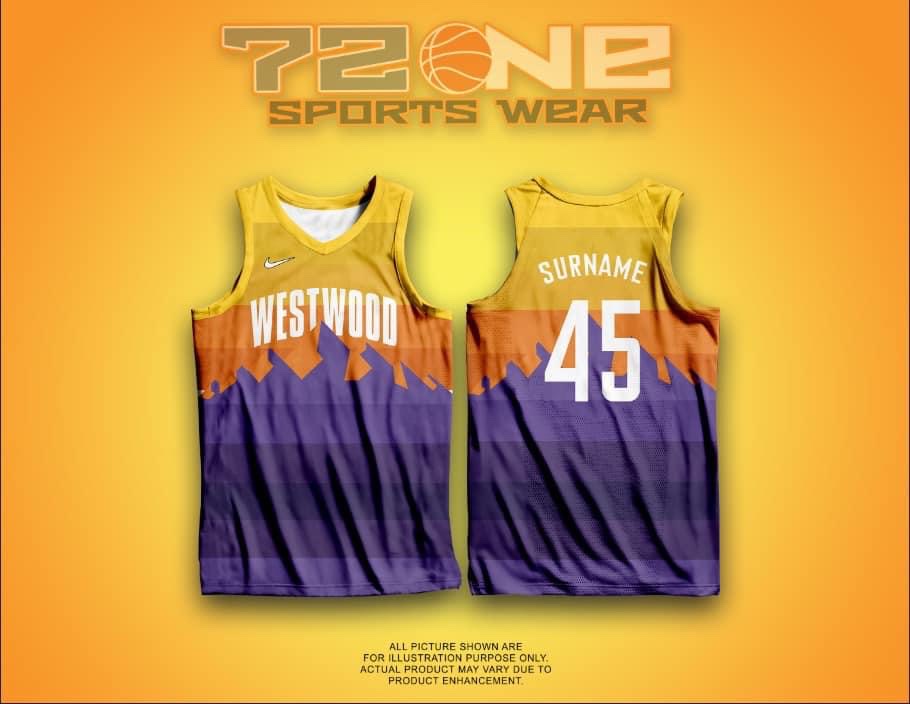 7ZONE
SPORTS WEAR
WESTWOOD
SURNAME
45
ALL PICTURE SHOWN ARE
FOR ILLUSTRATION PURPOSE ONLY.
ACTUAL PRODUCT MAY VARY DUE TO
PRODUCT ENHANCEMENT.